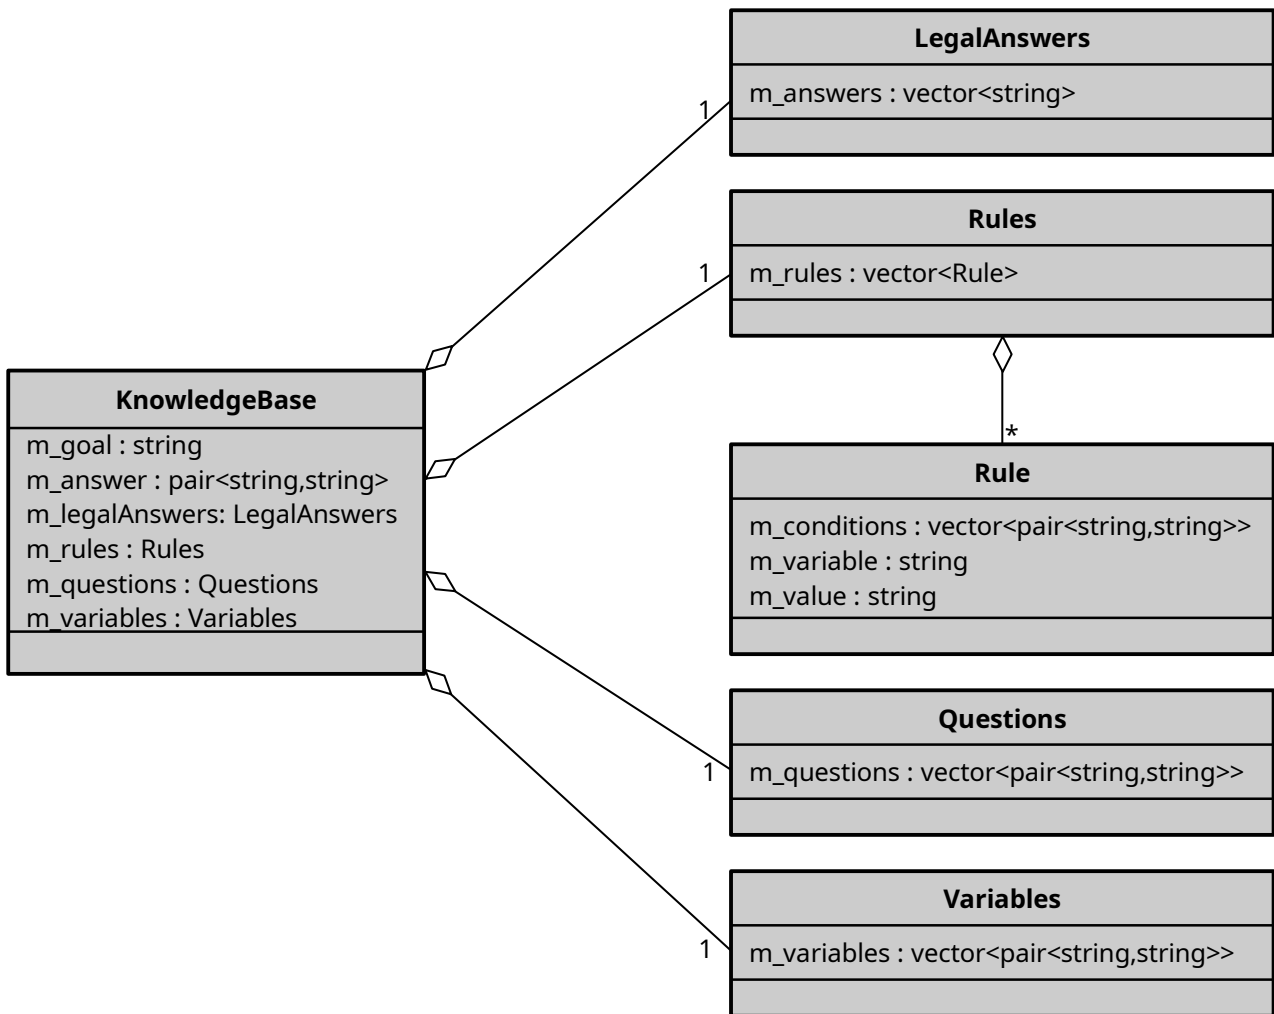 LegalAnswers
m_answers : vector<string>
1
Rules
m_rules : vector<Rule>
1
*
KnowledgeBase
m_goal : string
m_answer : pair<string,string>
m_legalAnswers: LegalAnswers
m_rules : Rules
m_questions : Questions
m_variables : Variables
Rule
m_conditions : vector<pair<string,string>>
m_variable : string
m_value : string
Questions
m_questions : vector<pair<string,string>>
1
Variables
m_variables : vector<pair<string,string>>
1